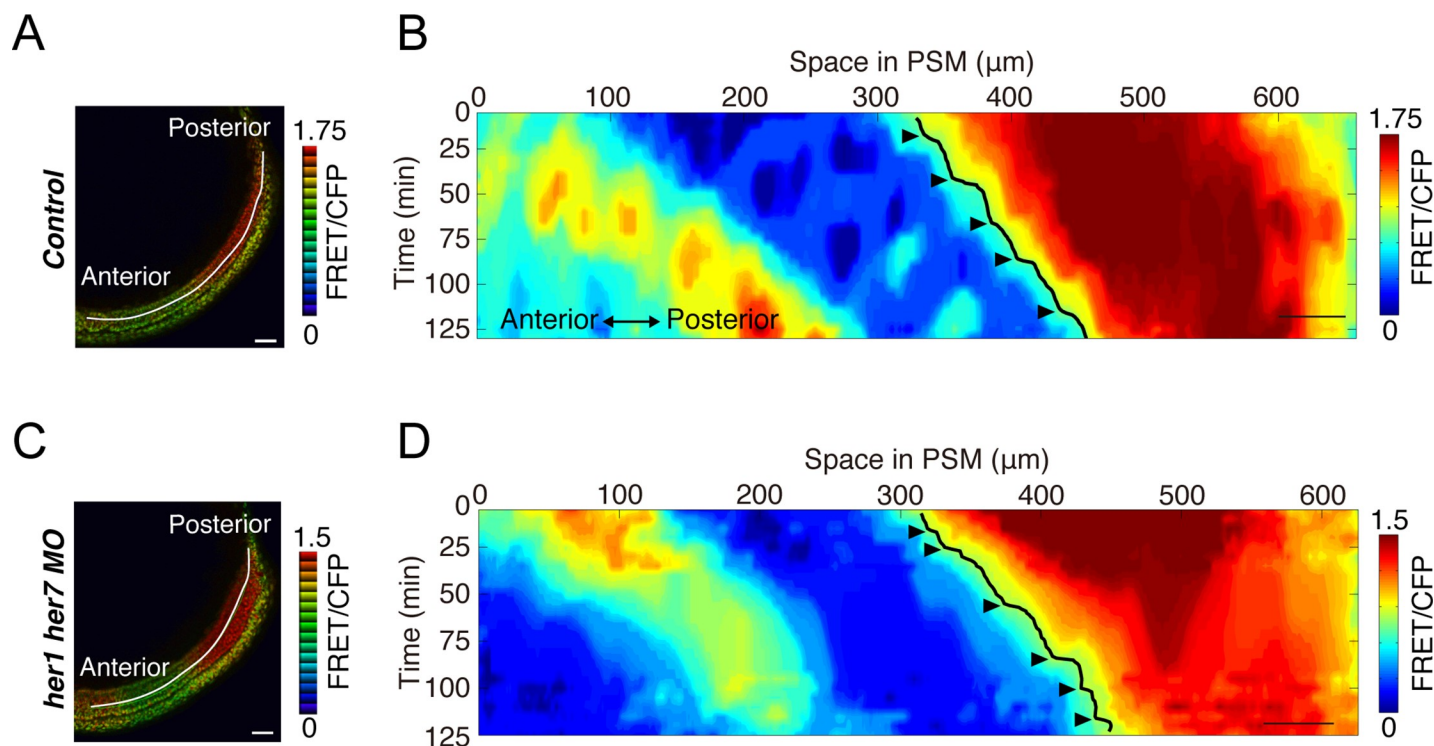 A
Control
Posterior
Anterior
1.75
FRET/CFP
0
B
Space in PSM (μm)
0 100 200 300 400 500 600
Time (min)
0
25
50
75
100
125
Anterior Posterior
1.75
FRET/CFP
0
C
her1 her7 MO
Posterior
Anterior
1.5
FRET/CFP
0
D
Space in PSM (μm)
0 100 200 300 400 500 600
Time (min)
0
25
50
75
100
125
1.5
FRET/CFP
0